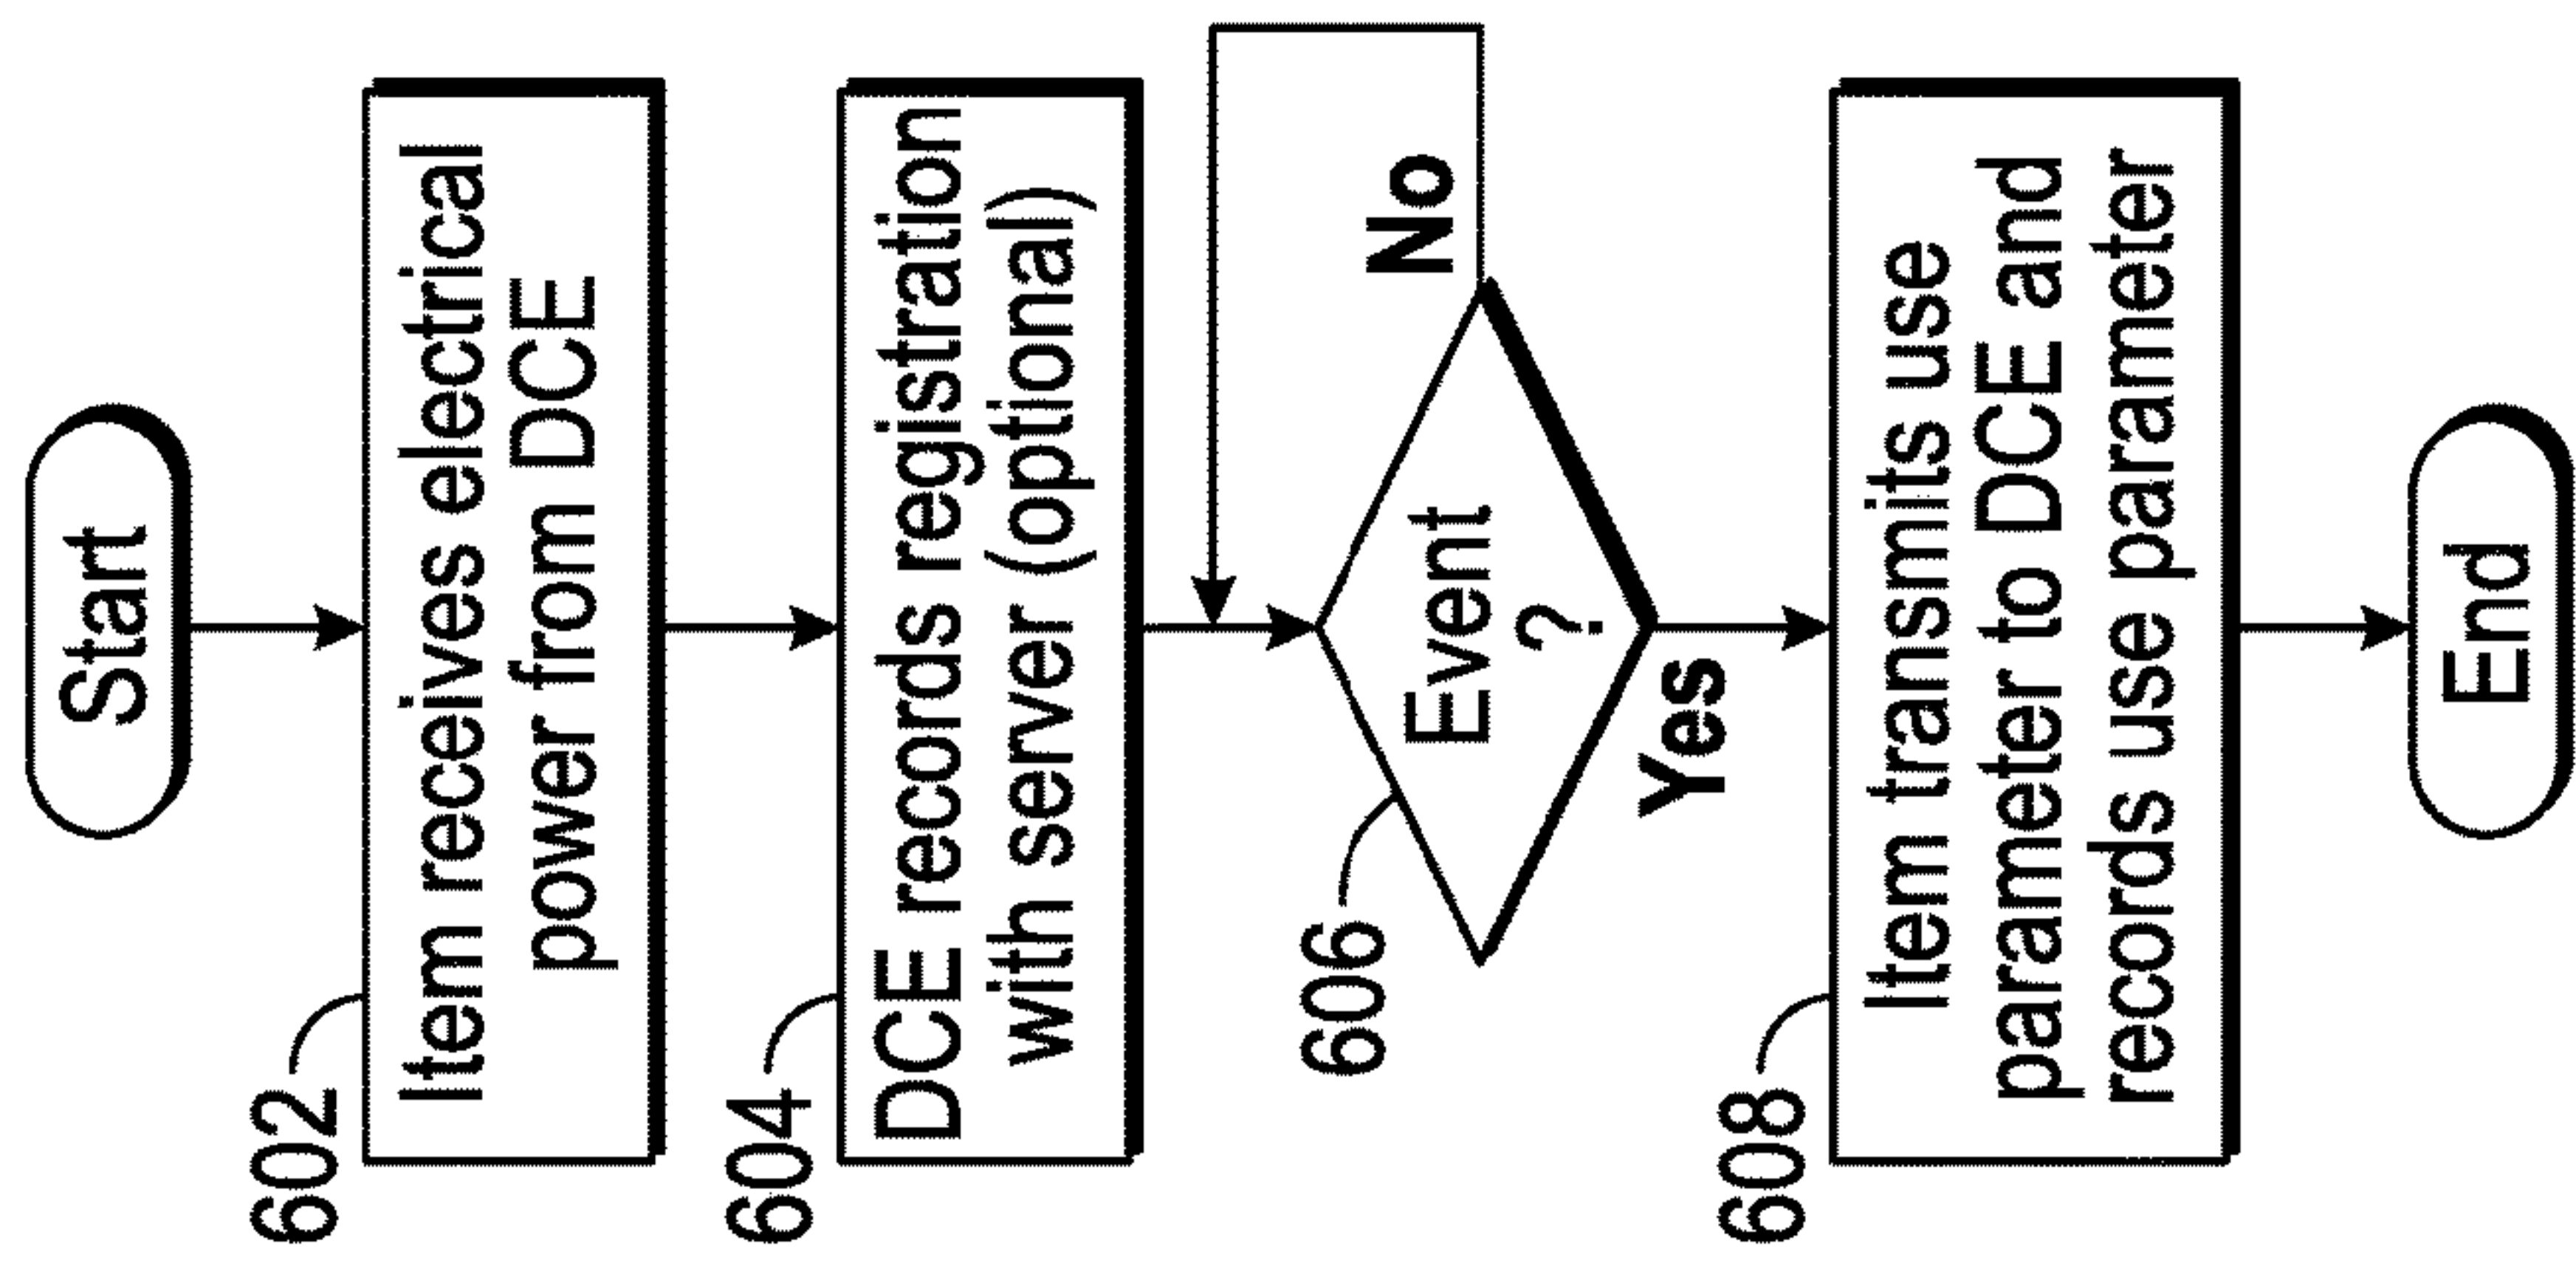 Start
602
Item receives electrical
power from DCE
604
DCE records registration
with server (optional)
606
Event
?
No
Yes
608
Item transmits use
parameter to DCE and
records use parameter
End